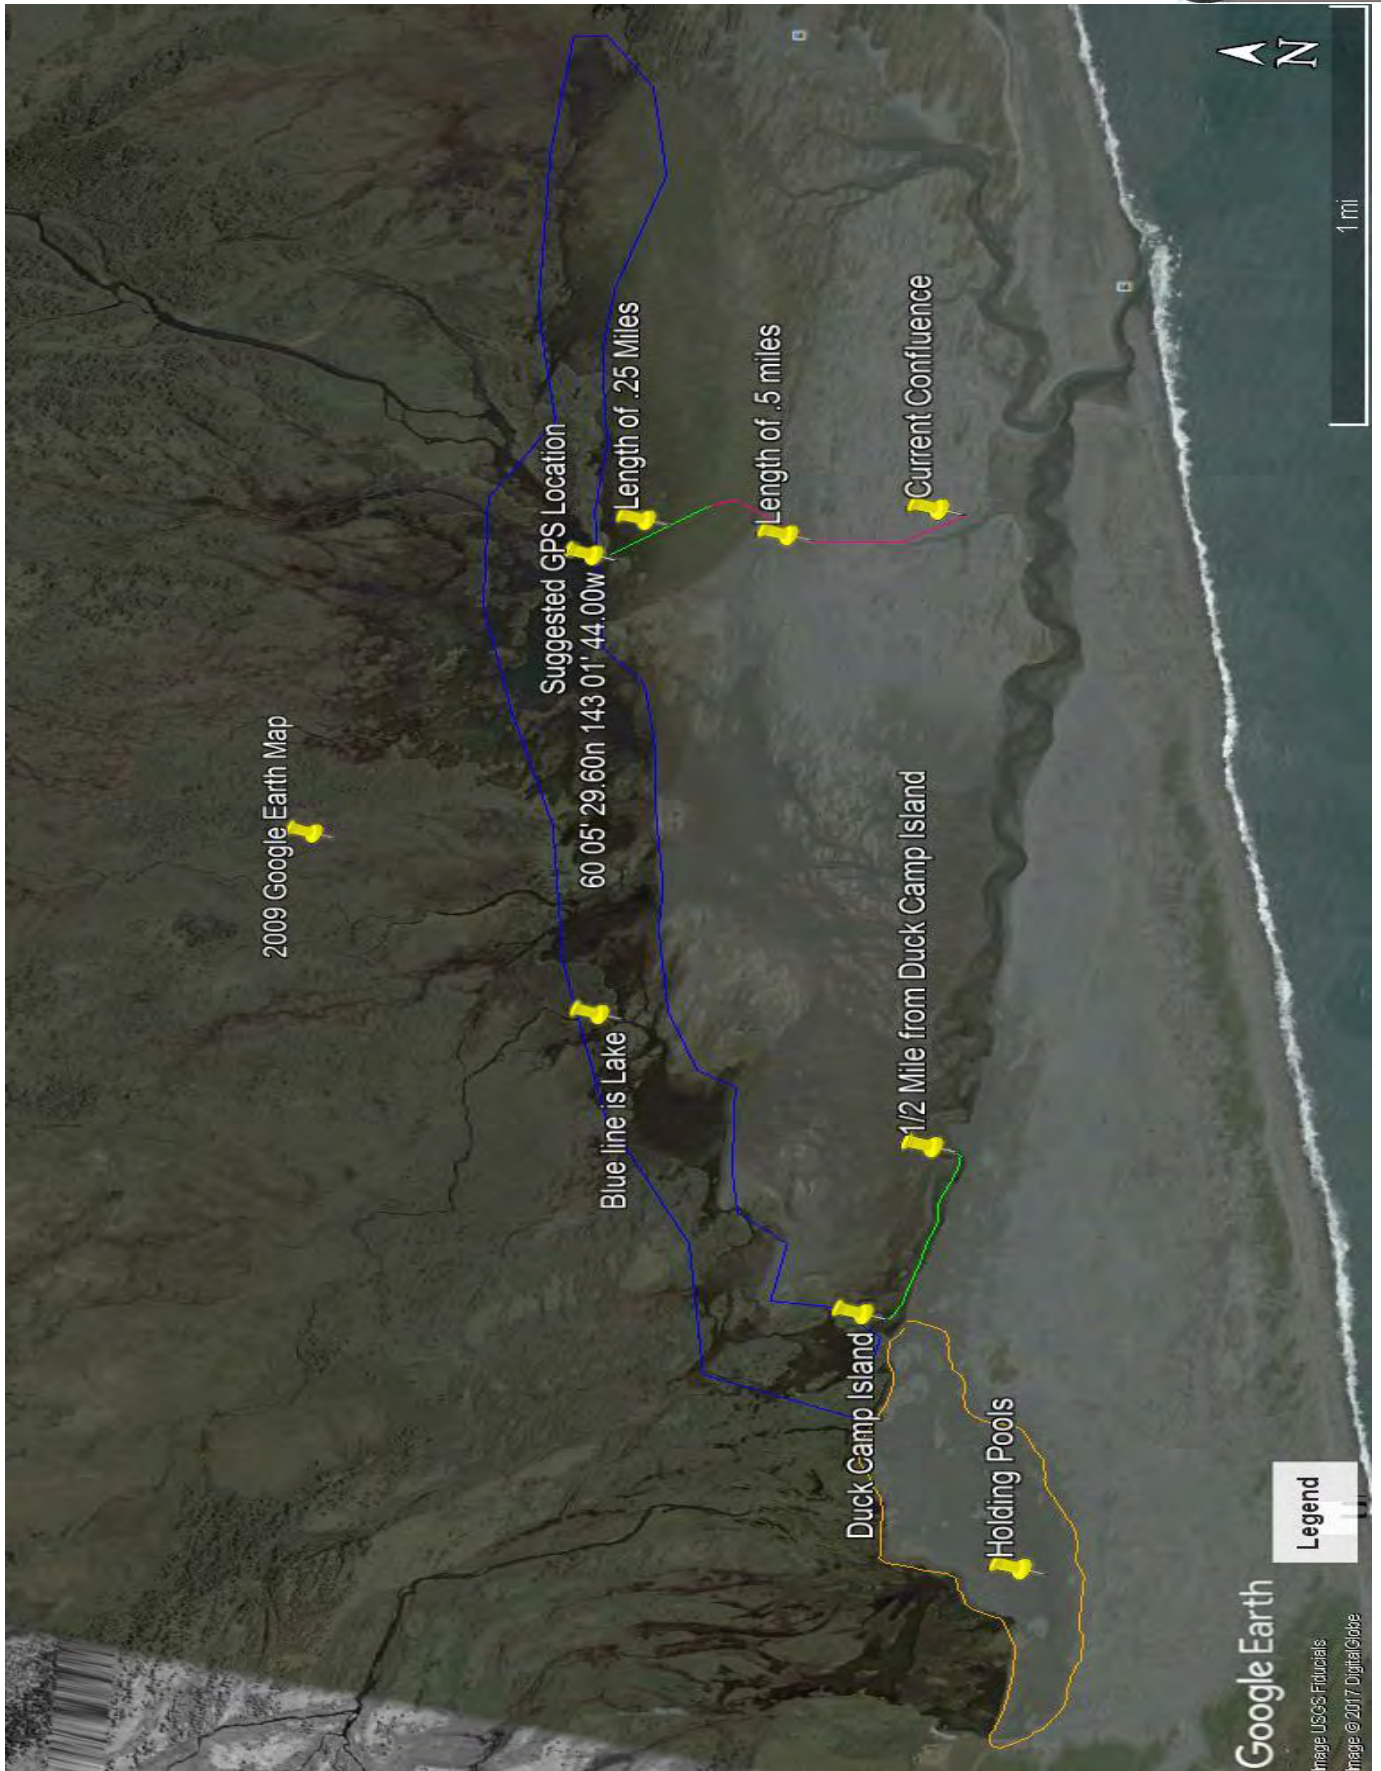 2009 Google Earth Map
Suggested GPS Location
60 05' 29.60n 143 01' 44.00w
Length of .25 Miles
Blue line is Lake
Length of .5 miles
Duck Camp Island
1/2 Mile from Duck Camp Island
Current Confluence
Holding Pools
N
1 mi
Legend
Google Earth
Image USGS Fiducials
Image © 2017 DigitalGlobe